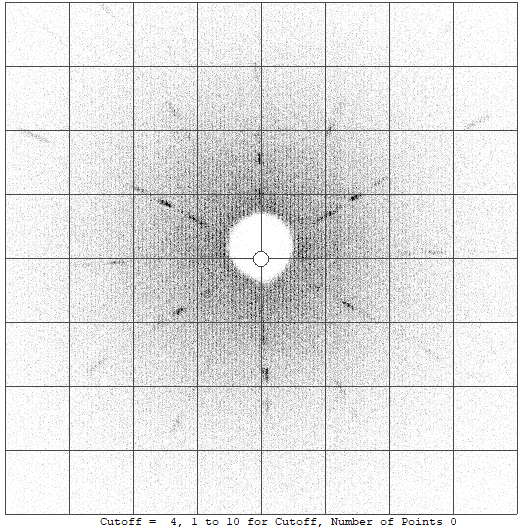 Cutoff =  4, 1 to 10 for Cutoff, Number of Points 0